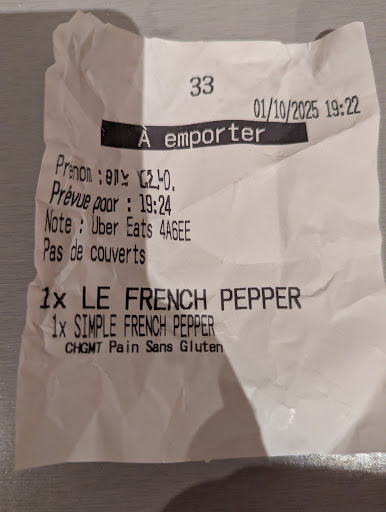 33
01/10/2025 19:22
À emporter
Prénom :
Prévue pour : 19:24
Note : Uber Eats 4A6EE
Pas de couverts
1x LE FRENCH PEPPER
1x SIMPLE FRENCH PEPPER
CHGMT Pain Sans Gluten